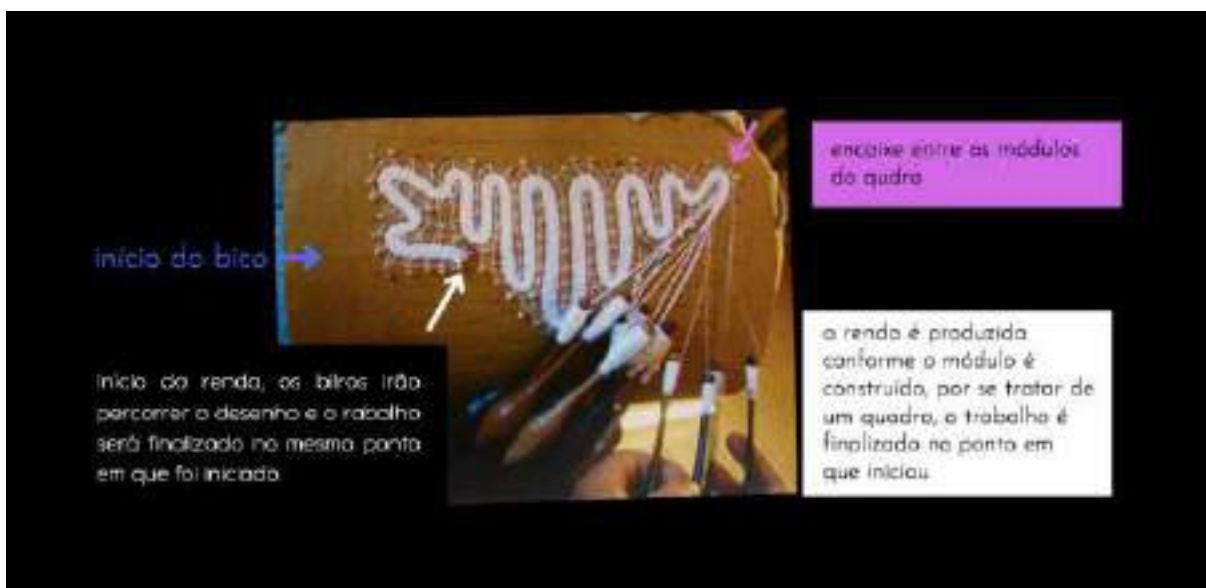 encaixe entre os módulos
do qudro
início do bico
início da renda, os bilros irão
percorrer o desenho e o rabalho
será finalizado no mesmo ponto
em que foi iniciado.
a renda é produzida
conforme o módulo é
construído, por se tratar de
um quadro, o trabalho é
finalizado no ponto em
que iniciou.